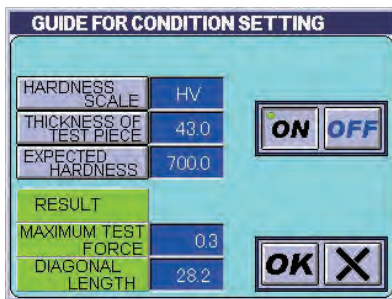 GUIDE FOR CONDITION SETTING
HARDNESS SCALE HV
THICKNESS OF TEST PIECE 43.0
EXPECTED HARDNESS 700.0
ON OFF
RESULT
MAXIMUM TEST FORCE 0.3
DIAGONAL LENGTH 28.2
OK X